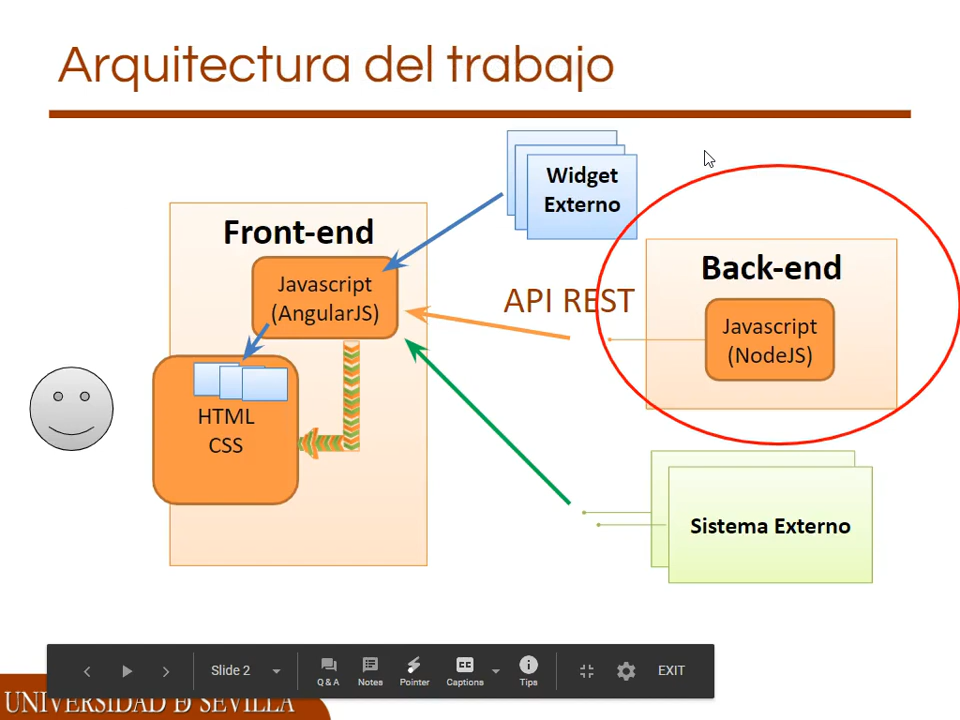 Arquitectura del trabajo
Widget
Externo
Front-end
Javascript
(AngularJS)
API REST
Back-end
Javascript
(NodeJS)
HTML
CSS
Sistema Externo
Slide 2
Q & A
Notes
Pointer
CC
Captions
Tips
EXIT
UNIVERSIDAD D SEVILLA